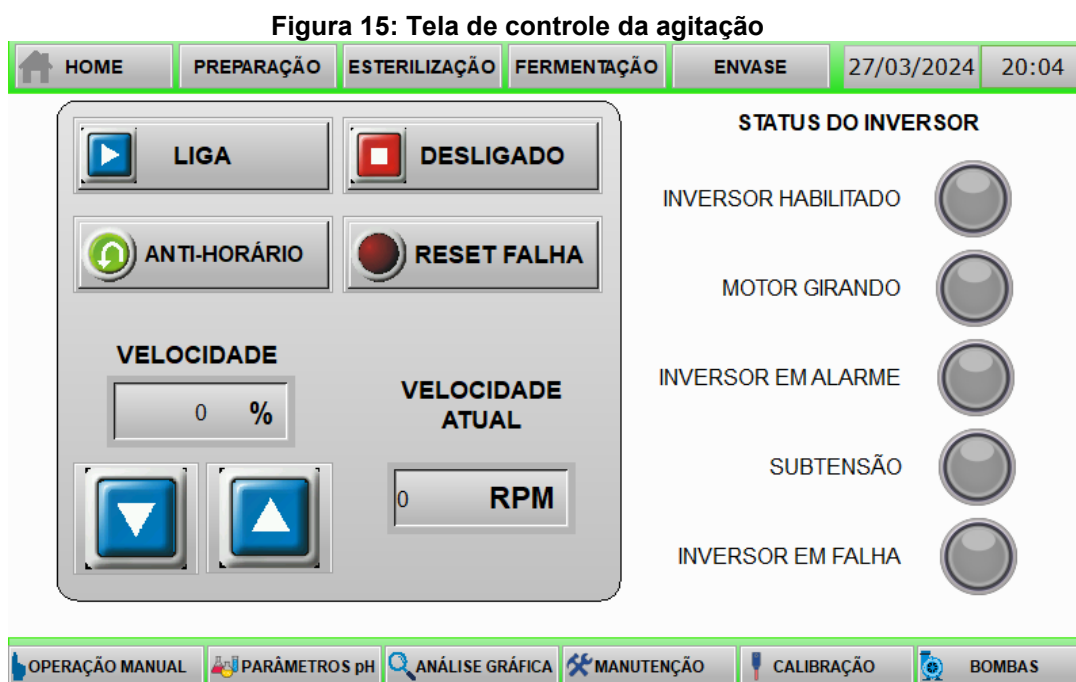 Figura 15: Tela de controle da agitação
HOME PREPARAÇÃO ESTERILIZAÇÃO FERMENTAÇÃO ENVASE 27/03/2024 20:04
LIGA DESLIGADO
ANTI-HORÁRIO RESET FALHA
VELOCIDADE
0 %
VELOCIDADE
ATUAL
0 RPM
STATUS DO INVERSOR
INVERSOR HABILITADO
MOTOR GIRANDO
INVERSOR EM ALARME
SUBTENSÃO
INVERSOR EM FALHA
OPERAÇÃO MANUAL PARÂMETROS pH ANÁLISE GRÁFICA MANUTENÇÃO CALIBRAÇÃO BOMBAS